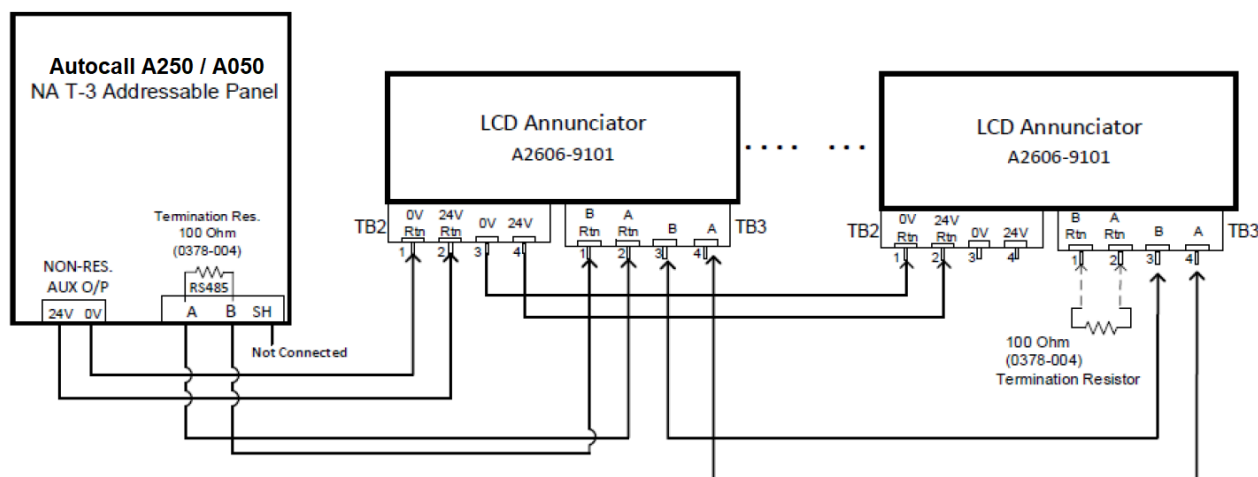 Autocall A250 / A050
NA T-3 Addressable Panel
Termination Res.
100 Ohm
(0378-004)
RS485
NON-RES.
AUX O/P
24V 0V
A B SH
Not Connected
LCD Annunciator
A2606-9101
TB2
0V 24V 0V 24V
Rtn Rtn
1 2 3 4
B A B A
Rtn Rtn
1 2 3 4
TB3
.... ...
LCD Annunciator
A2606-9101
TB2
0V 24V 0V 24V
Rtn Rtn
1 2 3 4
B A B A
Rtn Rtn
1 2 3 4
TB3
100 Ohm
(0378-004)
Termination Resistor